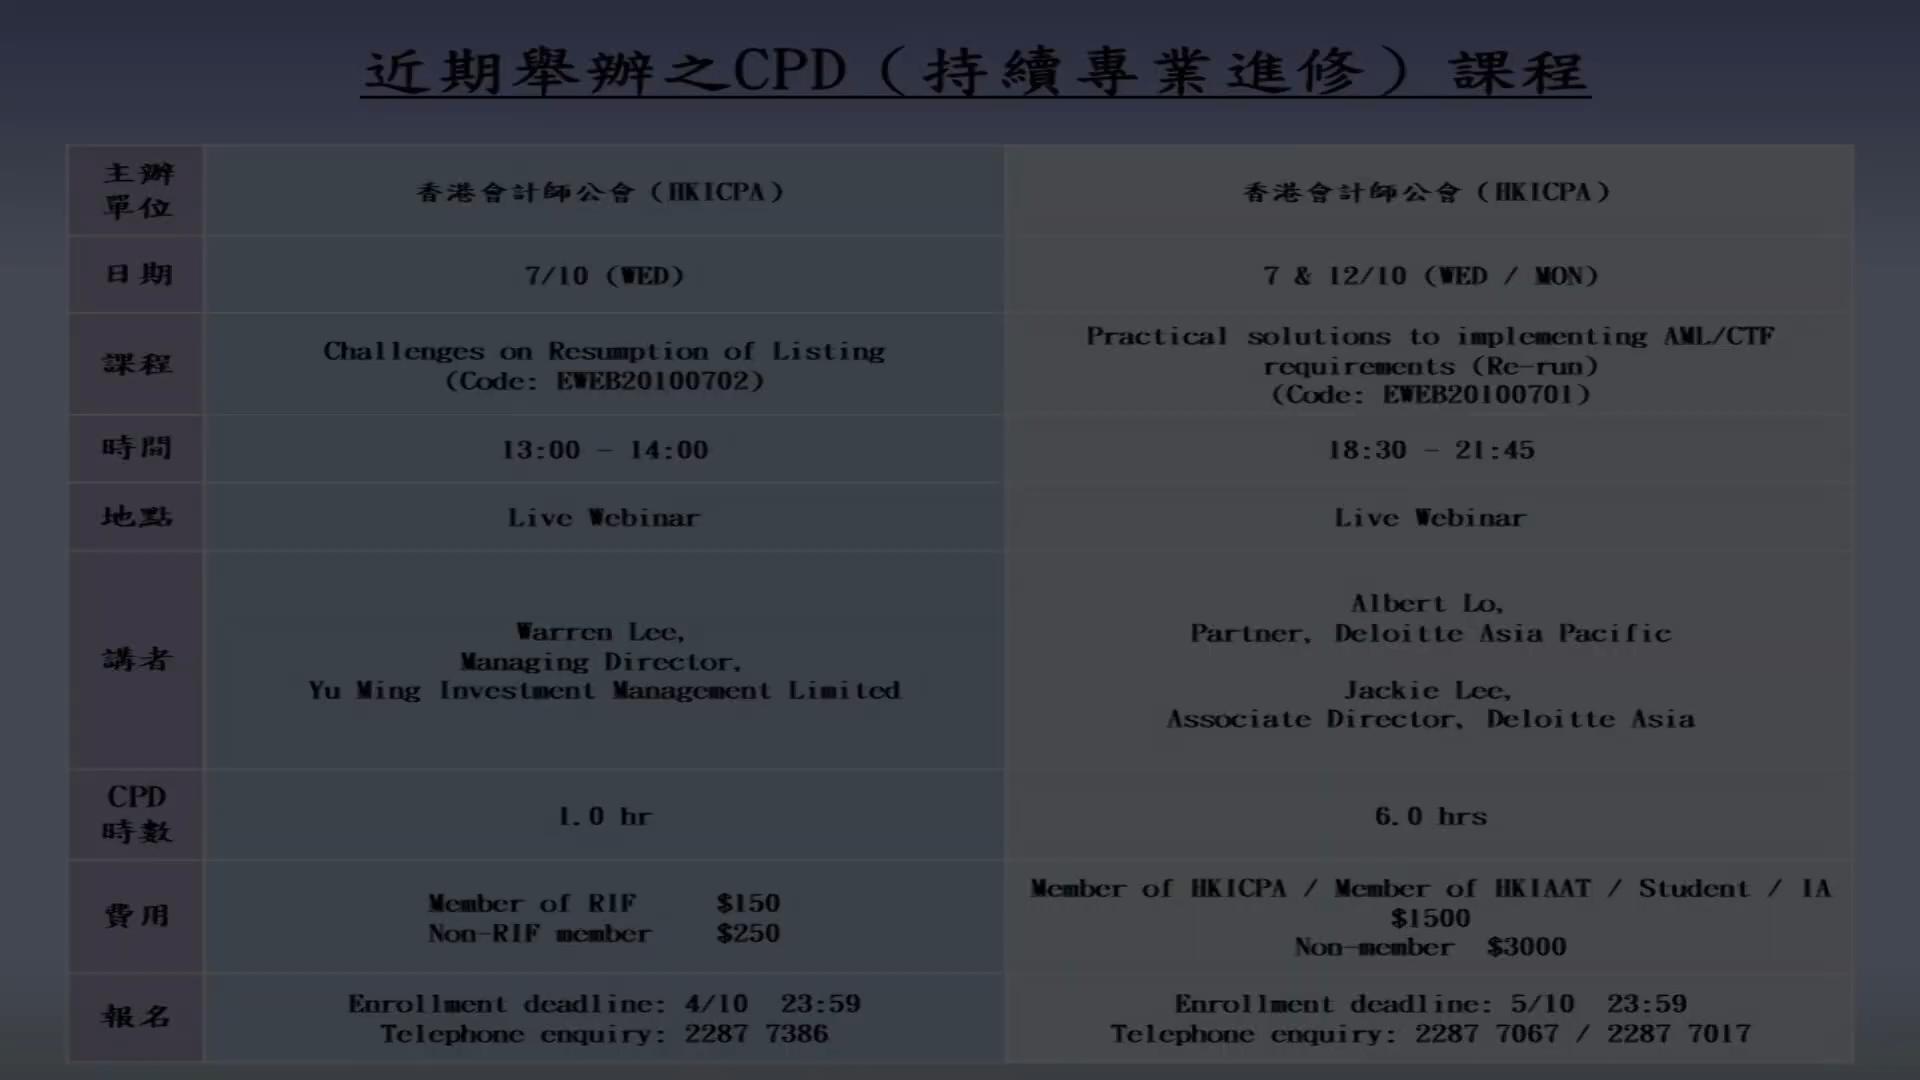 近期舉辦之CPD（持續專業進修）課程
主辦
單位
香港會計師公會（HKICPA）
香港會計師公會（HKICPA）
日期
7/10 (WED)
7 & 12/10 (WED / MON)
課程
Challenges on Resumption of Listing
(Code: EWEB20100702)
Practical solutions to implementing AML/CTF
requirements (Re-run)
(Code: EWEB20100701)
時間
13:00 - 14:00
18:30 - 21:45
地點
Live Webinar
Live Webinar
講者
Warren Lee,
Managing Director,
Yu Ming Investment Management Limited
Albert Lo,
Partner, Deloitte Asia Pacific
Jackie Lee,
Associate Director, Deloitte Asia
CPD
時數
1.0 hr
6.0 hrs
費用
Member of RIF $150
Non-RIF member $250
Member of HKICPA / Member of HKIAAT / Student / IA
$1500
Non-member $3000
報名
Enrollment deadline: 4/10 23:59
Telephone enquiry: 2287 7386
Enrollment deadline: 5/10 23:59
Telephone enquiry: 2287 7067 / 2287 7017